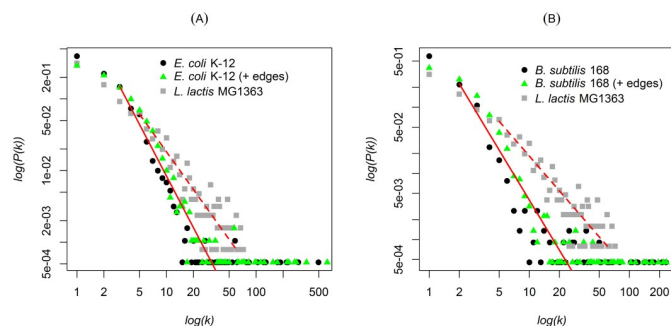 (A)
log(P(k))
2e-01
5e-02
1e-02
2e-03
5e-04
E. coli K-12
E. coli K-12 (+ edges)
L. lactis MG1363
1 2 5 10 20 50 100 500
log(k)
(B)
log(P(k))
5e-01
5e-02
5e-03
5e-04
B. subtilis 168
B. subtilis 168 (+ edges)
L. lactis MG1363
1 2 5 10 20 50 100 200
log(k)